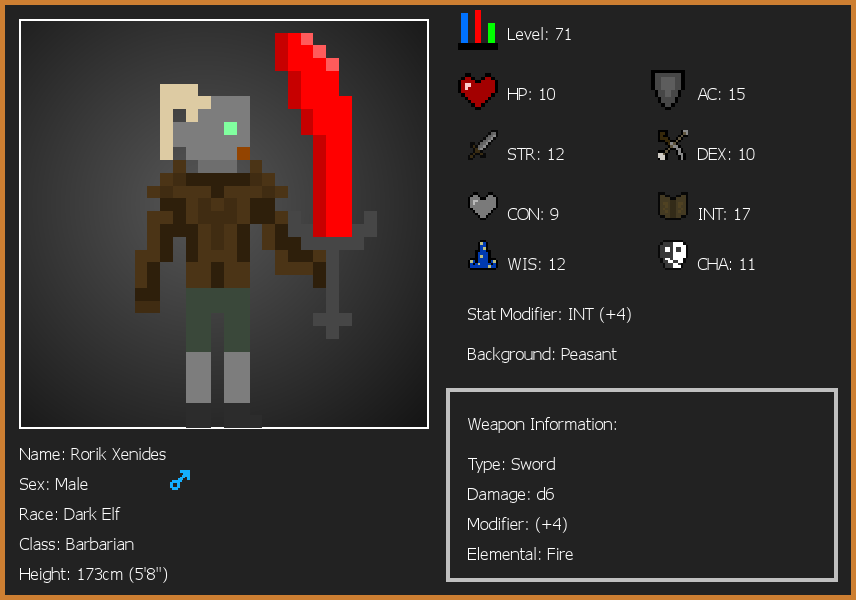 Level: 71
HP: 10
AC: 15
STR: 12
DEX: 10
CON: 9
INT: 17
WIS: 12
CHA: 11
Stat Modifier: INT (+4)
Background: Peasant
Weapon Information:
Type: Sword
Damage: d6
Modifier: (+4)
Elemental: Fire
Name: Rorik Xenides
Sex: Male
Race: Dark Elf
Class: Barbarian
Height: 173cm (5'8")